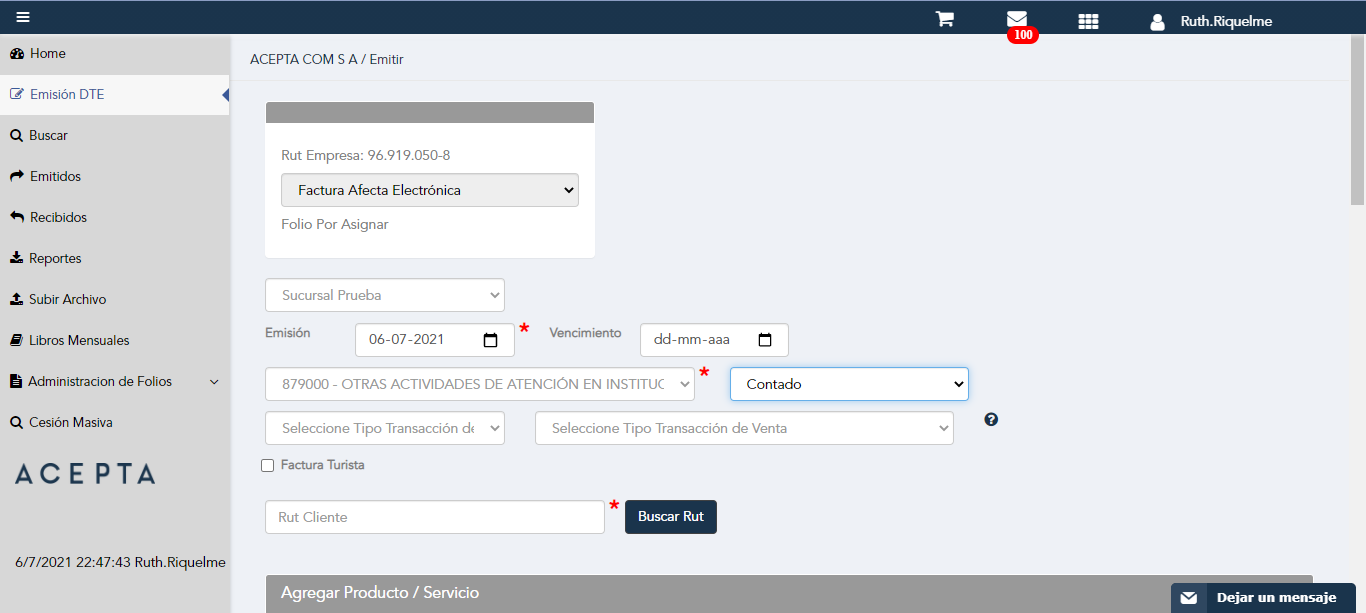 100
Ruth.Riquelme
Home
Emisión DTE
Buscar
Emitidos
Recibidos
Reportes
Subir Archivo
Libros Mensuales
Administracion de Folios
Cesión Masiva
ACEPTA
6/7/2021 22:47:43 Ruth.Riquelme
ACEPTA COM S A / Emitir
Rut Empresa: 96.919.050-8
Factura Afecta Electrónica
Folio Por Asignar
Sucursal Prueba
Emisión 06-07-2021 * Vencimiento dd-mm-aaa
879000 - OTRAS ACTIVIDADES DE ATENCIÓN EN INSTITUC * Contado
Seleccione Tipo Transacción de Seleccione Tipo Transacción de Venta ?
Factura Turista
Rut Cliente * Buscar Rut
Agregar Producto / Servicio
Dejar un mensaje